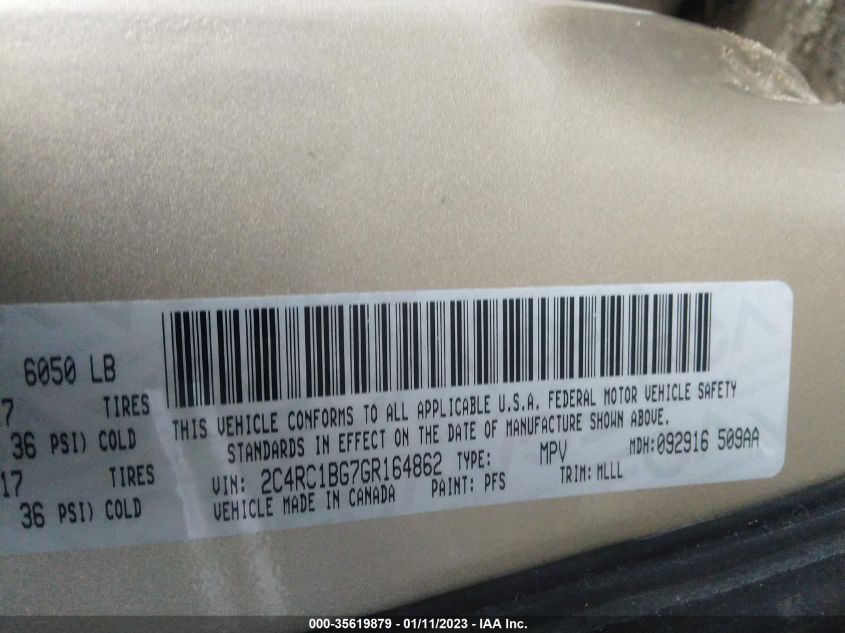 6050 LB
7 TIRES
36 PSI) COLD
17 TIRES
36 PSI) COLD
THIS VEHICLE CONFORMS TO ALL APPLICABLE U.S.A. FEDERAL MOTOR VEHICLE SAFETY
STANDARDS IN EFFECT ON THE DATE OF MANUFACTURE SHOWN ABOVE.
VIN: 2C4RC1BG7GR164862 TYPE: MPV MDH:092916 509AA
VEHICLE MADE IN CANADA PAINT: PFS TRIM: MLLL
000-35619879 - 01/11/2023 - IAA Inc.